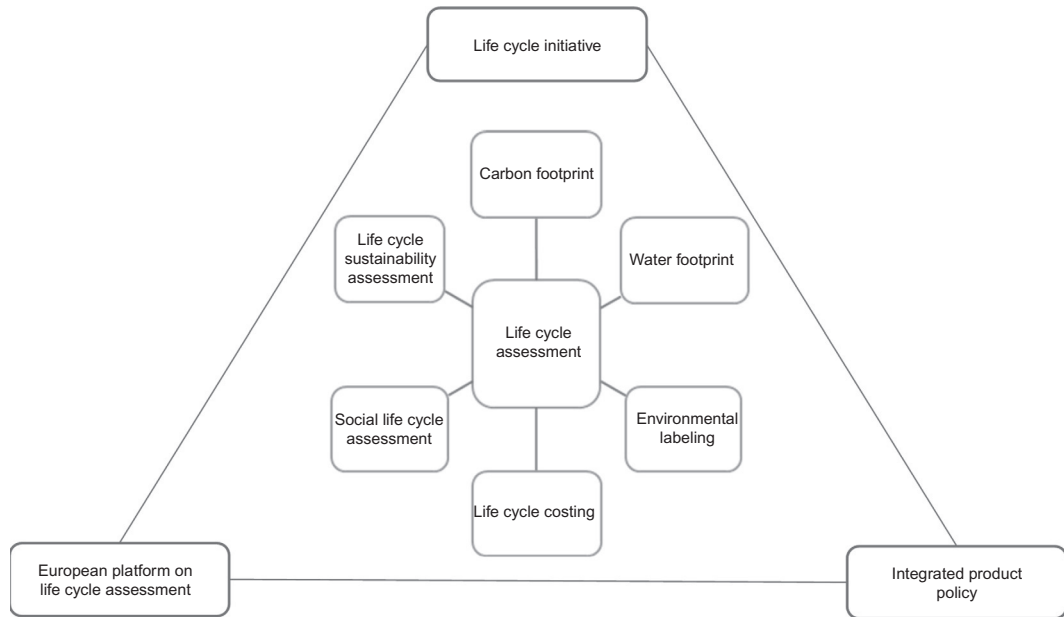 Life cycle initiative
Carbon footprint
Life cycle
sustainability
assessment
Water footprint
Life cycle
assessment
Social life cycle
assessment
Environmental
labeling
Life cycle costing
European platform on
life cycle assessment
Integrated product
policy